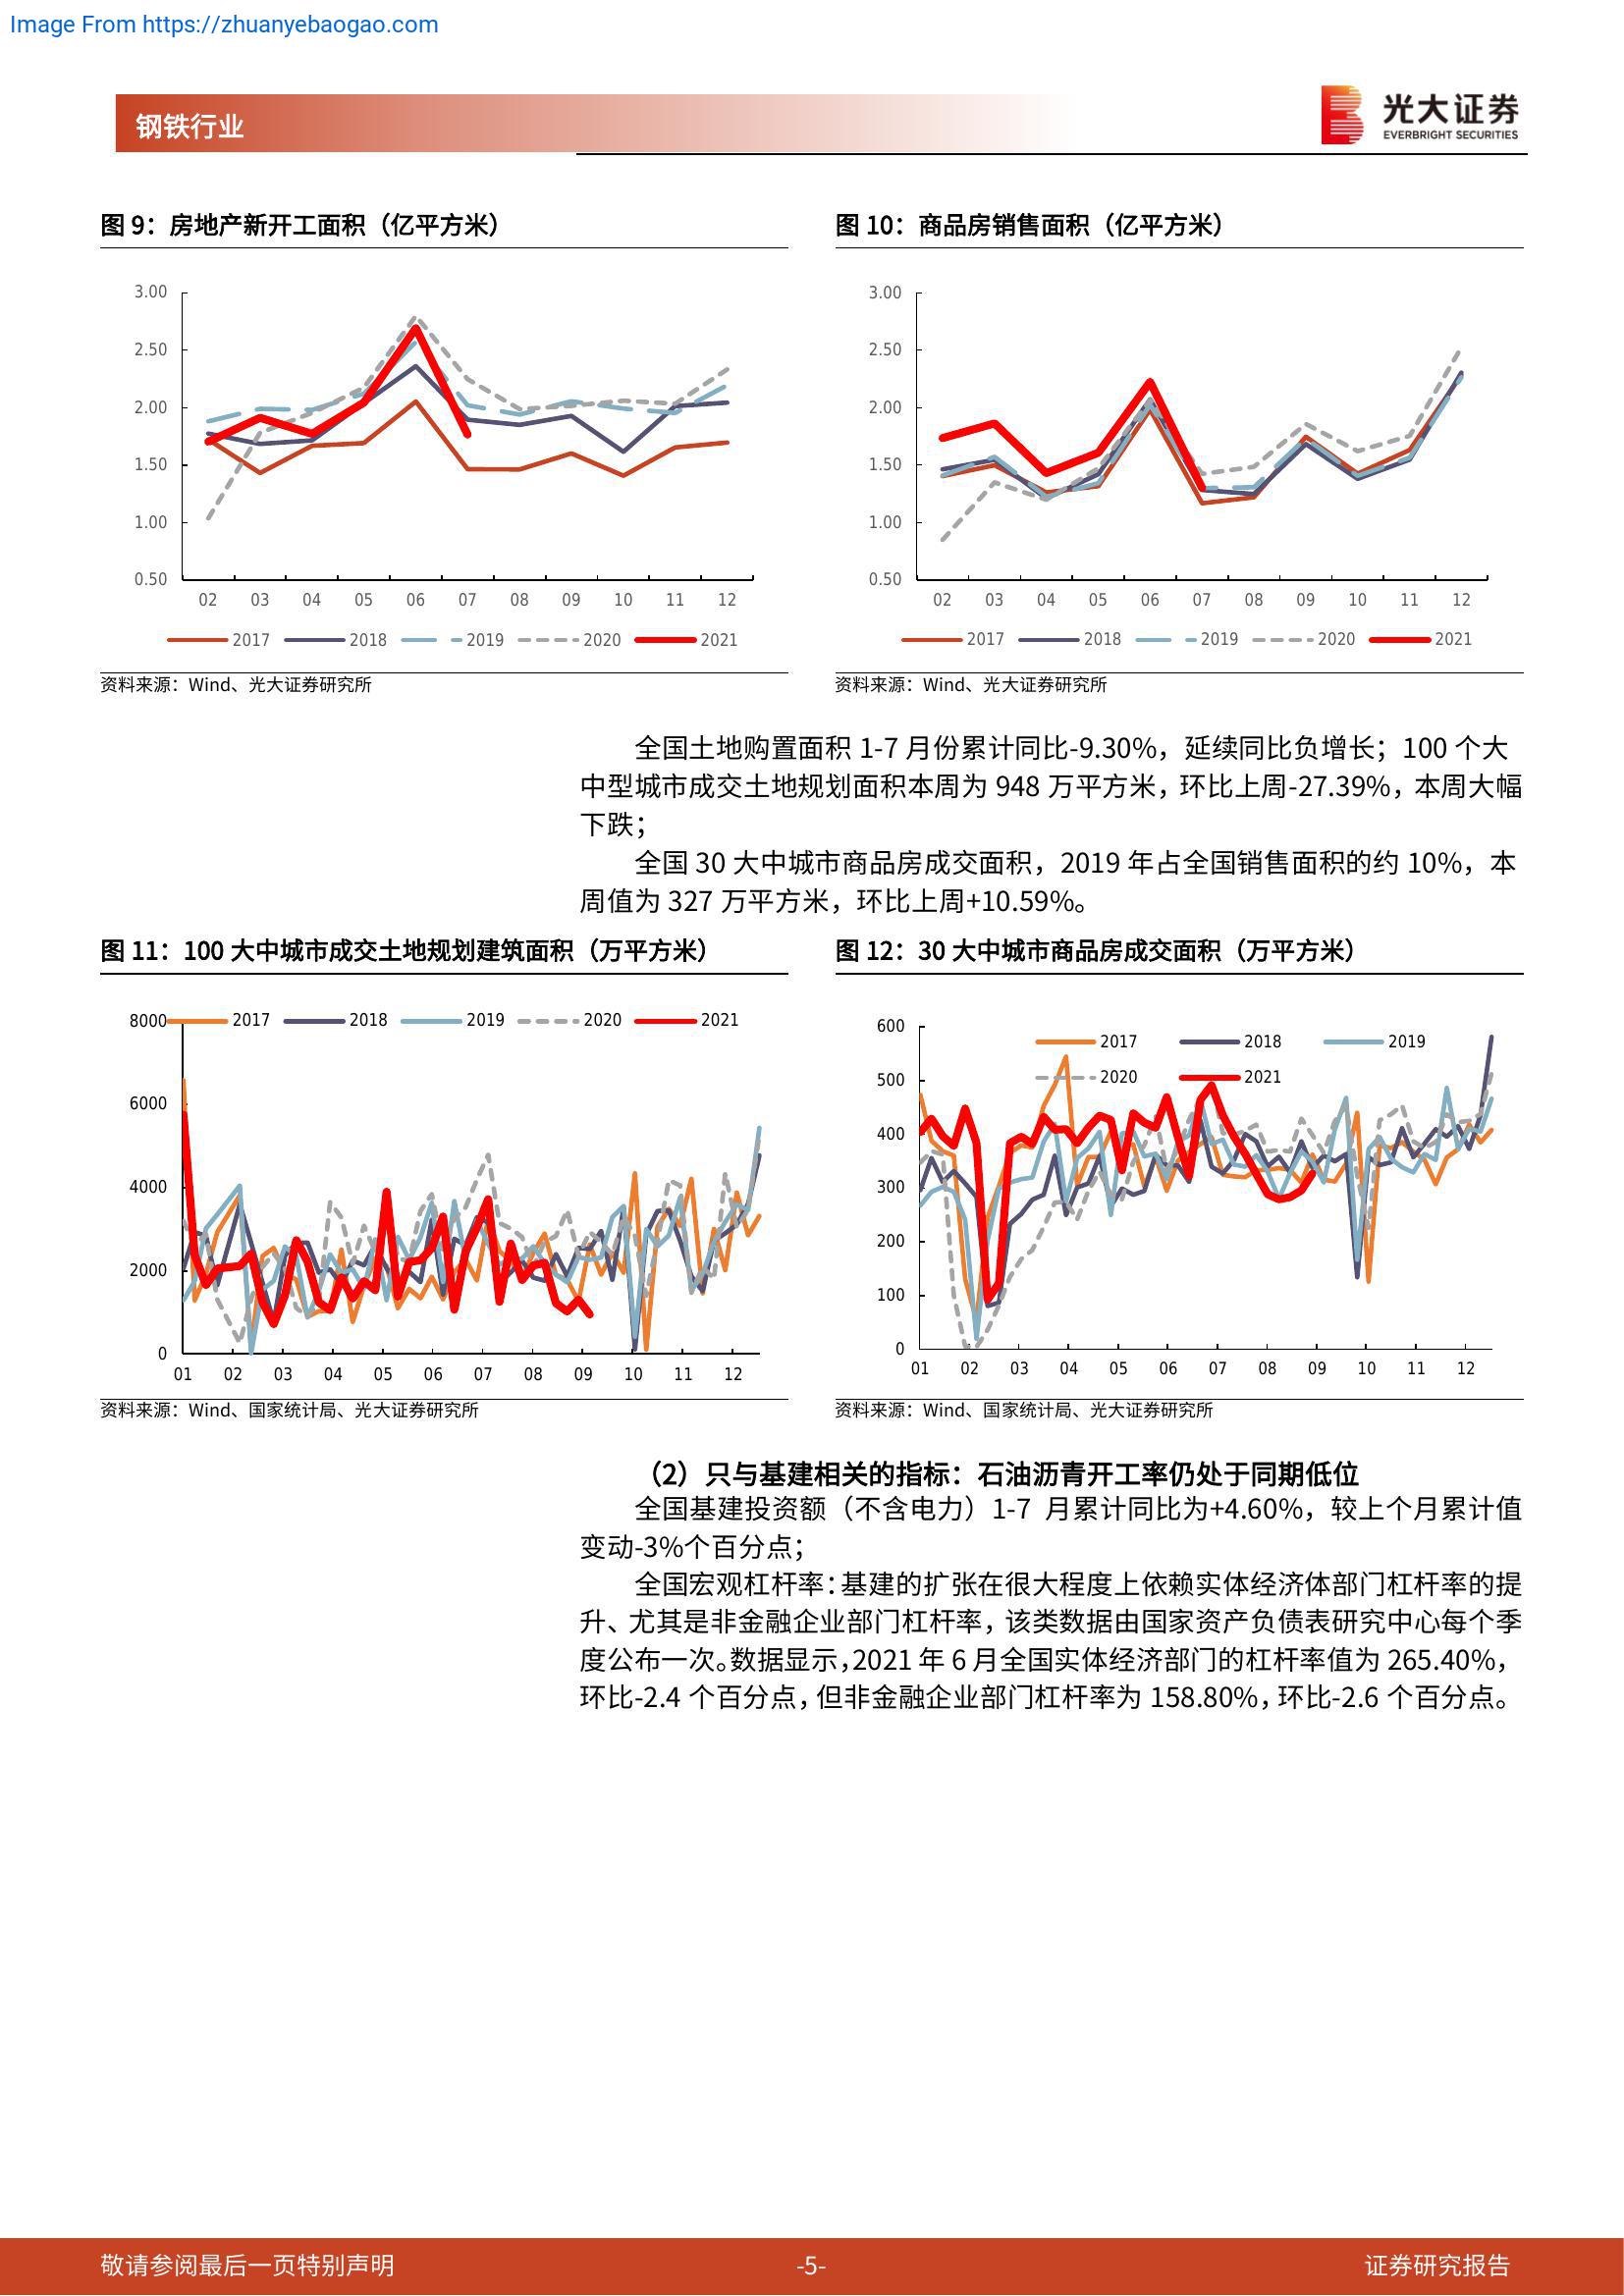 Image From https://zhuanyebaogao.com
钢铁行业
光大证券
EVERBRIGHT SECURITIES
图 9：房地产新开工面积（亿平方米）
3.00
2.50
2.00
1.50
1.00
0.50
02 03 04 05 06 07 08 09 10 11 12
2017 2018 2019 2020 2021
资料来源：Wind、光大证券研究所
图 10：商品房销售面积（亿平方米）
3.00
2.50
2.00
1.50
1.00
0.50
02 03 04 05 06 07 08 09 10 11 12
2017 2018 2019 2020 2021
资料来源：Wind、光大证券研究所
全国土地购置面积 1-7 月份累计同比-9.30%，延续同比负增长；100 个大
中型城市成交土地规划面积本周为 948 万平方米，环比上周-27.39%，本周大幅
下跌；
全国 30 大中城市商品房成交面积，2019 年占全国销售面积的约 10%，本
周值为 327 万平方米，环比上周+10.59%。
图 11：100 大中城市成交土地规划建筑面积（万平方米）
2017 2018 2019 2020 2021
8000
6000
4000
2000
0
01 02 03 04 05 06 07 08 09 10 11 12
资料来源：Wind、国家统计局、光大证券研究所
图 12：30 大中城市商品房成交面积（万平方米）
2017 2018 2019
2020 2021
600
500
400
300
200
100
0
01 02 03 04 05 06 07 08 09 10 11 12
资料来源：Wind、国家统计局、光大证券研究所
（2）只与基建相关的指标：石油沥青开工率仍处于同期低位
全国基建投资额（不含电力）1-7 月累计同比为+4.60%，较上个月累计值
变动-3%个百分点；
全国宏观杠杆率：基建的扩张在很大程度上依赖实体经济体部门杠杆率的提
升、尤其是非金融企业部门杠杆率，该类数据由国家资产负债表研究中心每个季
度公布一次。数据显示，2021 年 6 月全国实体经济部门的杠杆率值为 265.40%，
环比-2.4 个百分点，但非金融企业部门杠杆率为 158.80%，环比-2.6 个百分点。
敬请参阅最后一页特别声明
-5-
证券研究报告